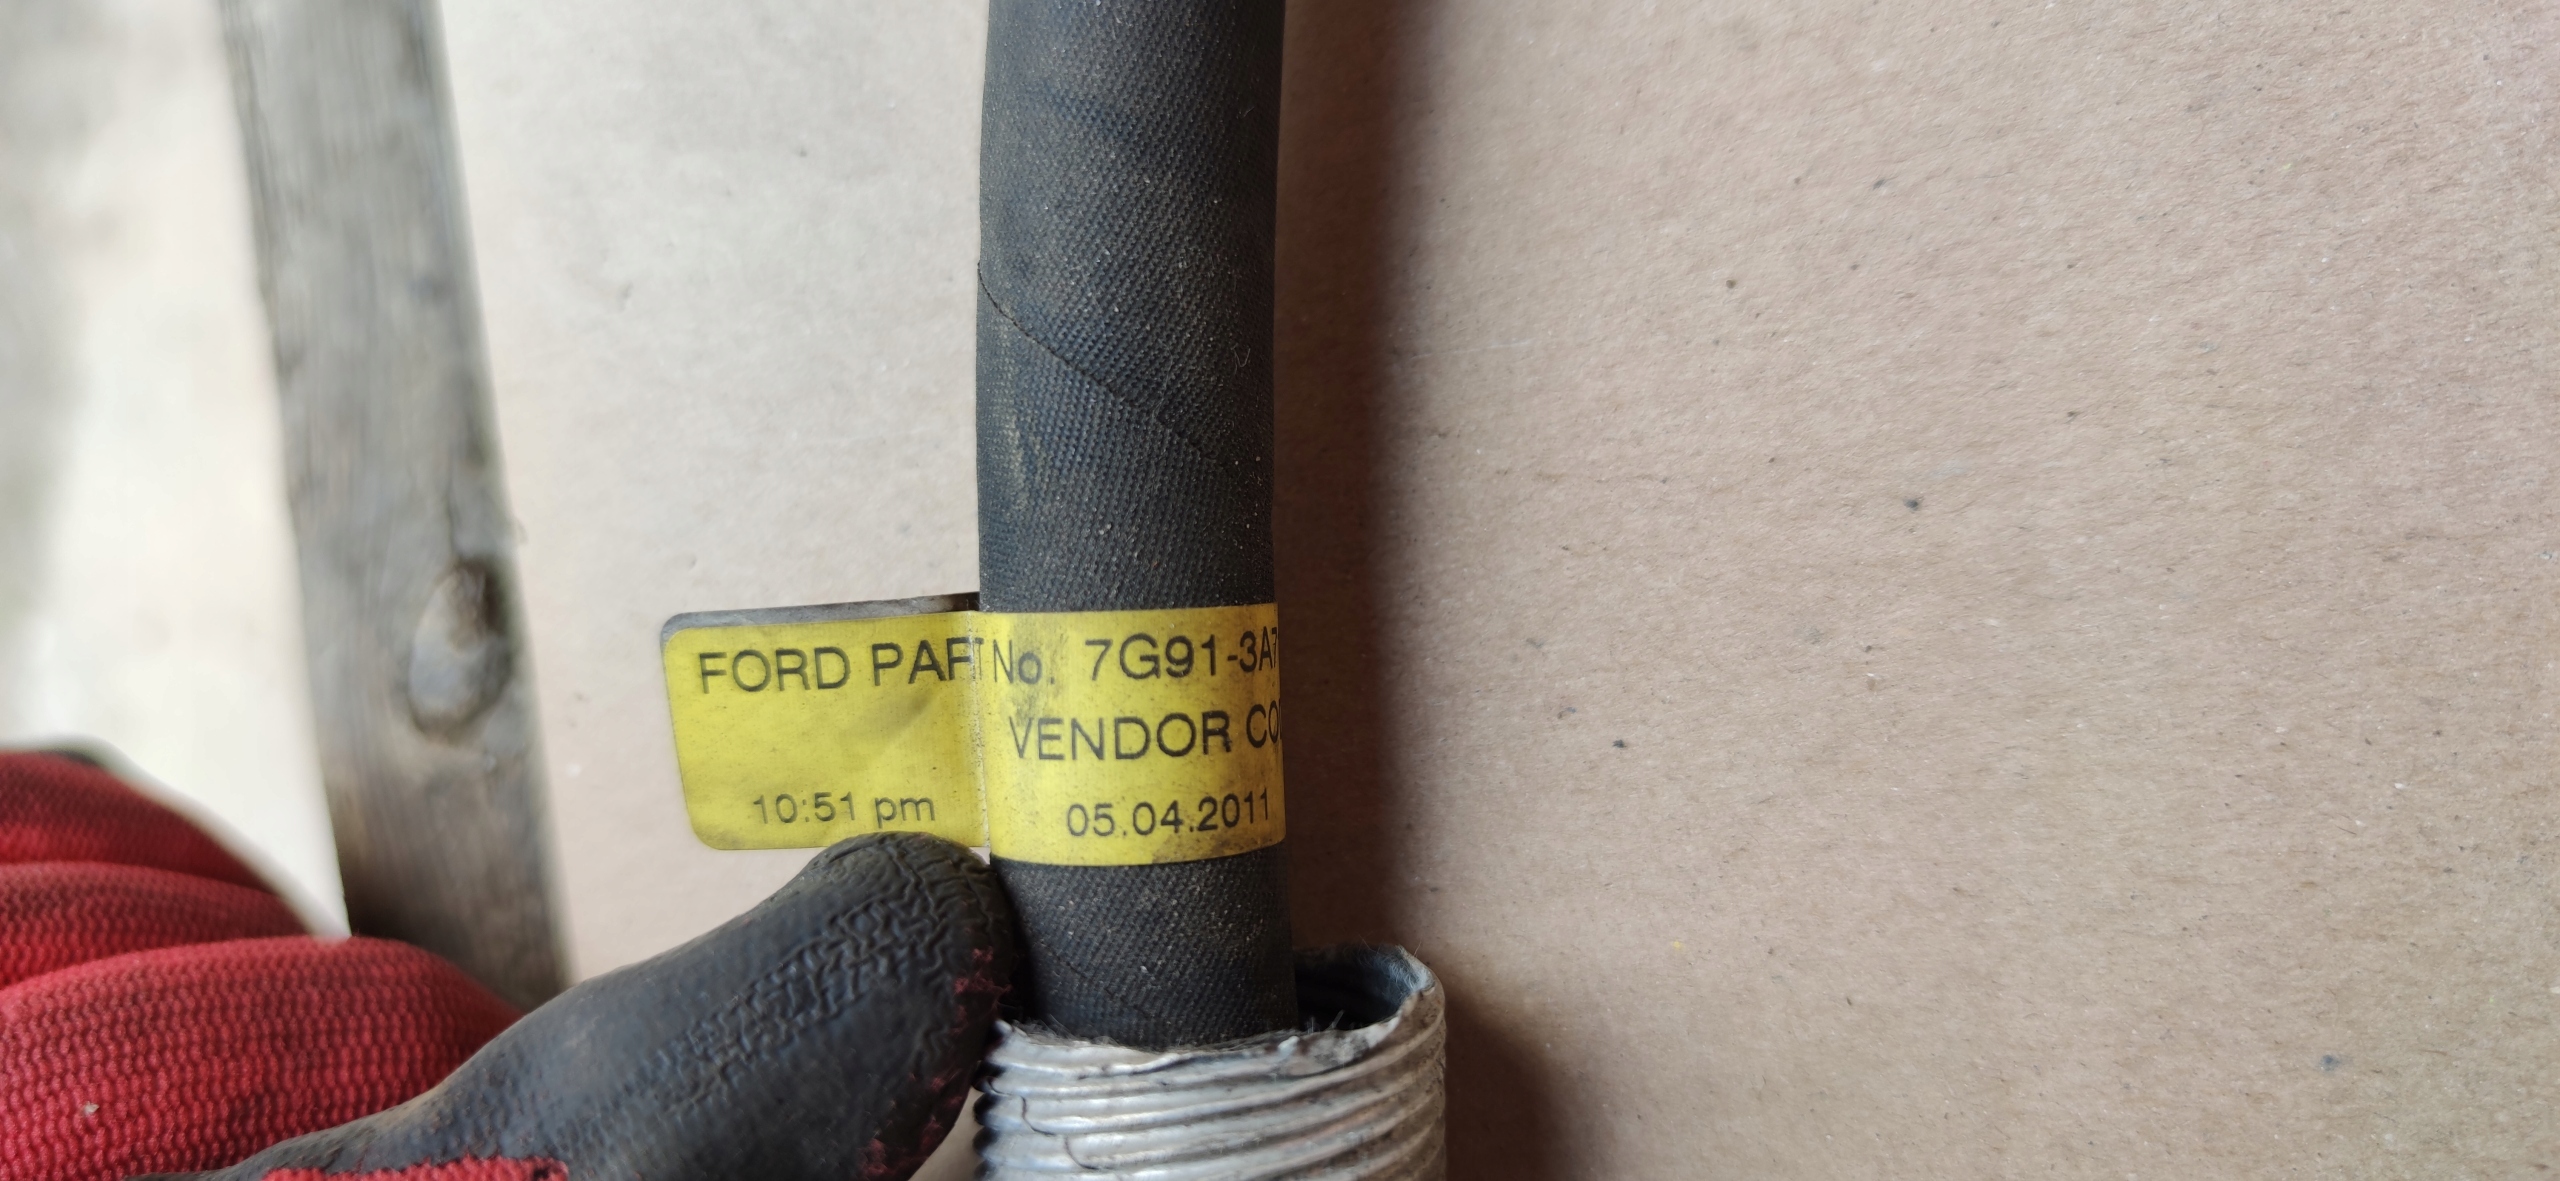 FORD PART No. 7G91-3A7
VENDOR CO
10:51 pm 05.04.2011